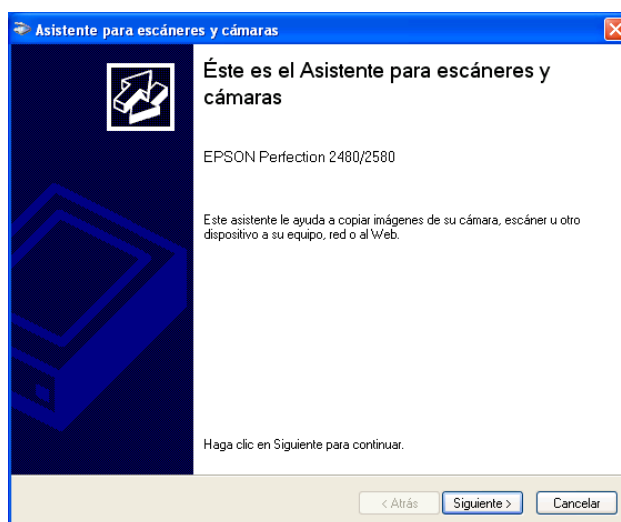 Asistente para escáneres y cámaras
Éste es el Asistente para escáneres y
cámaras
EPSON Perfection 2480/2580
Este asistente le ayuda a copiar imágenes de su cámara, escáner u otro
dispositivo a su equipo, red o al Web.
Haga clic en Siguiente para continuar.
< Atrás Siguiente > Cancelar